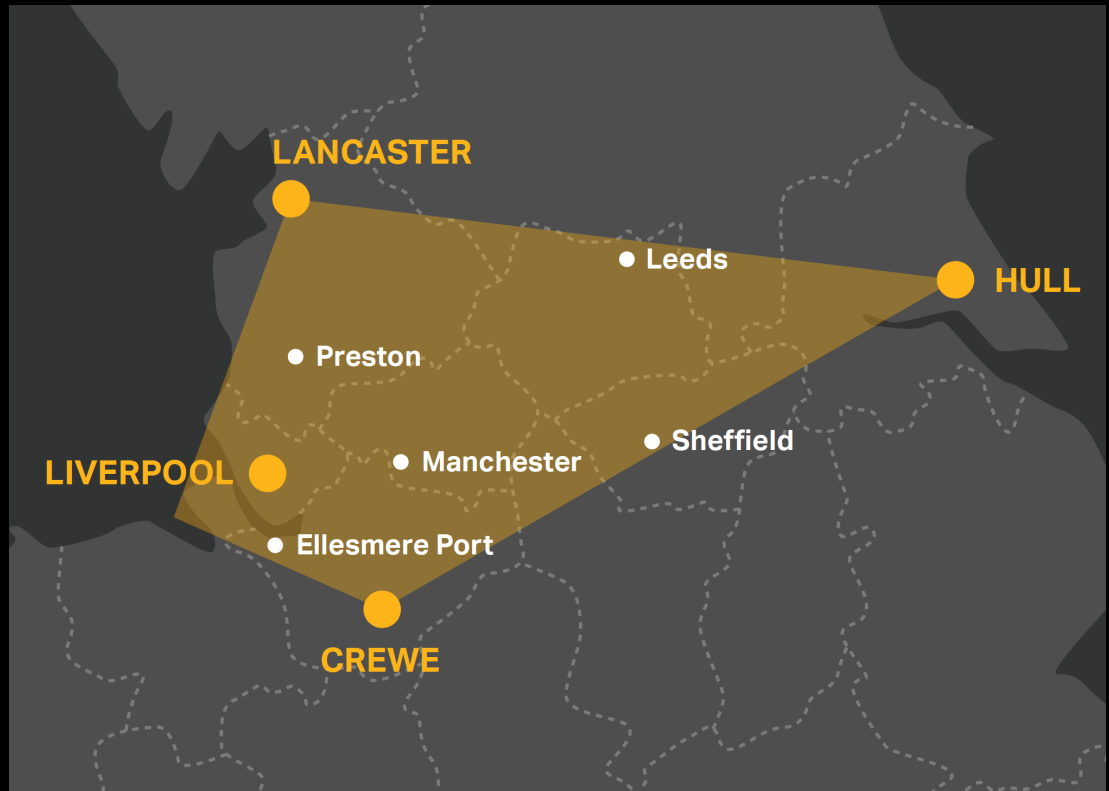 LANCASTER
Leeds
HULL
Preston
Sheffield
Manchester
LIVERPOOL
Ellesmere Port
CREWE